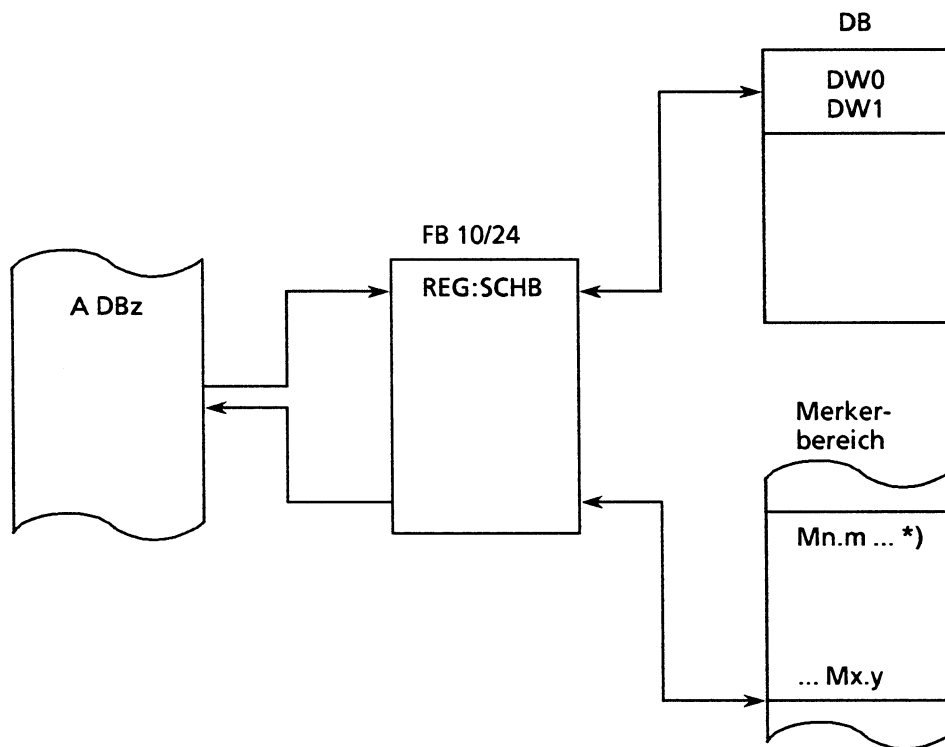 DB
DW0
DW1
FB 10/24
REG:SCHB
A DBz
Merker-
bereich
Mn.m ... *)
... Mx.y